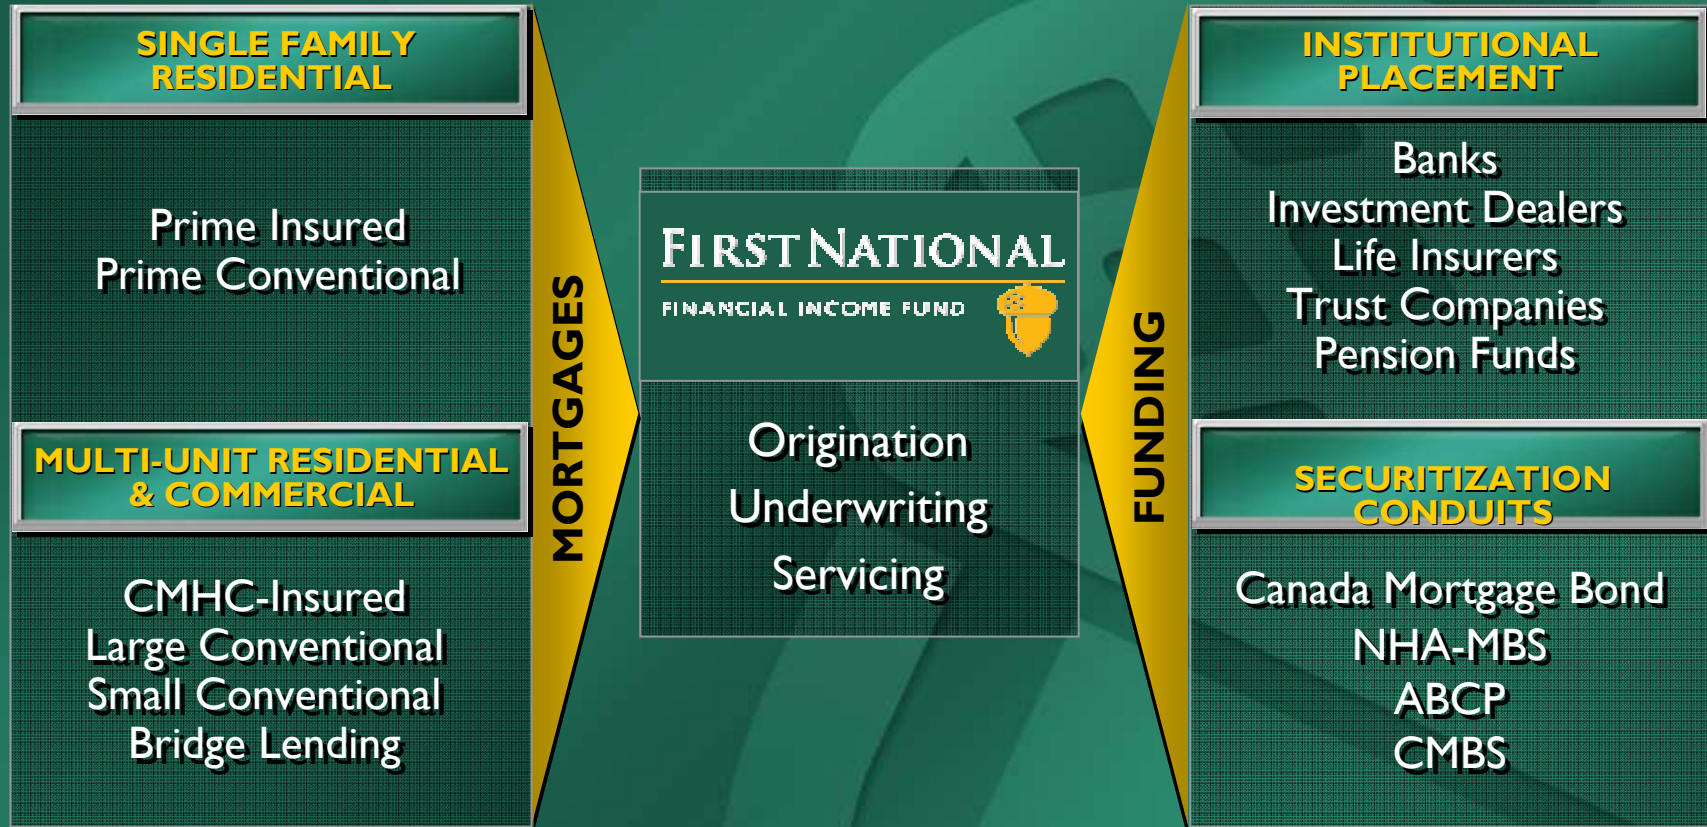 SINGLE FAMILY
RESIDENTIAL
Prime Insured
Prime Conventional
MULTI-UNIT RESIDENTIAL
& COMMERCIAL
CMHC-Insured
Large Conventional
Small Conventional
Bridge Lending
MORTGAGES
FIRST NATIONAL
FINANCIAL INCOME FUND
Origination
Underwriting
Servicing
FUNDING
INSTITUTIONAL
PLACEMENT
Banks
Investment Dealers
Life Insurers
Trust Companies
Pension Funds
SECURITIZATION
CONDUITS
Canada Mortgage Bond
NHA-MBS
ABCP
CMBS